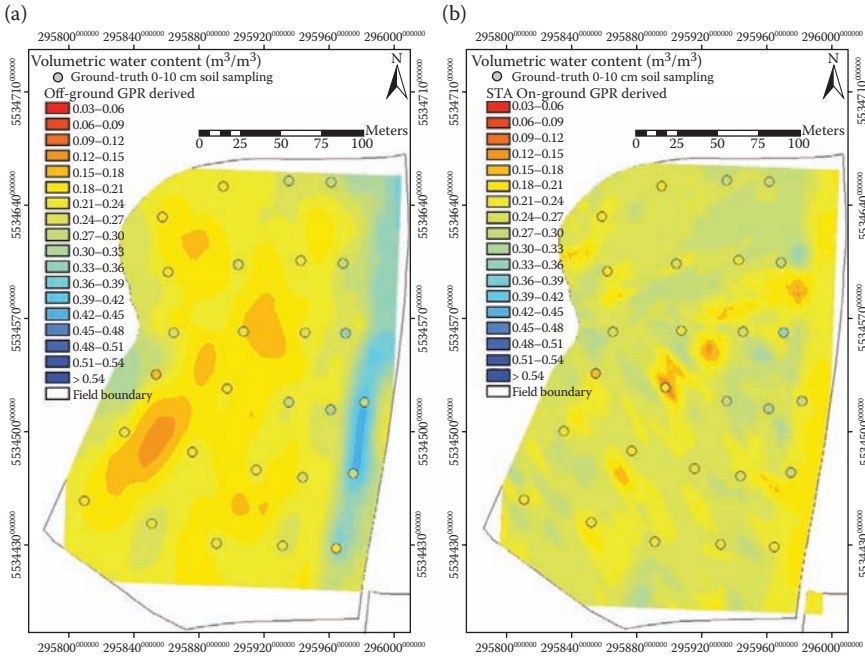 (a)
295800000000 295840000000 295880000000 295920000000 295960000000 296000000000
Volumetric water content (m³/m³)
Ground-truth 0-10 cm soil sampling
Off-ground GPR derived
0.03–0.06
0.06–0.09
0.09–0.12
0.12–0.15
0.15–0.18
0.18–0.21
0.21–0.24
0.24–0.27
0.27–0.30
0.30–0.33
0.33–0.36
0.36–0.39
0.39–0.42
0.42–0.45
0.45–0.48
0.48–0.51
0.51–0.54
> 0.54
Field boundary
N
Meters
0 25 50 75 100
5534710000000
5534640000000
5534570000000
5534500000000
5534430000000
295800000000 295840000000 295880000000 295920000000 295960000000 296000000000
(b)
295800000000 295840000000 295880000000 295920000000 295960000000 296000000000
Volumetric water content (m³/m³)
Ground-truth 0-10 cm soil sampling
STA On-ground GPR derived
0.03–0.06
0.06–0.09
0.09–0.12
0.12–0.15
0.15–0.18
0.18–0.21
0.21–0.24
0.24–0.27
0.27–0.30
0.30–0.33
0.33–0.36
0.36–0.39
0.39–0.42
0.42–0.45
0.45–0.48
0.48–0.51
0.51–0.54
> 0.54
Field boundary
N
Meters
0 25 50 75 100
5534710000000
5534640000000
5534570000000
5534500000000
5534430000000
5534710000000
5534640000000
5534570000000
5534500000000
5534430000000
295800000000 295840000000 295880000000 295920000000 295960000000 296000000000